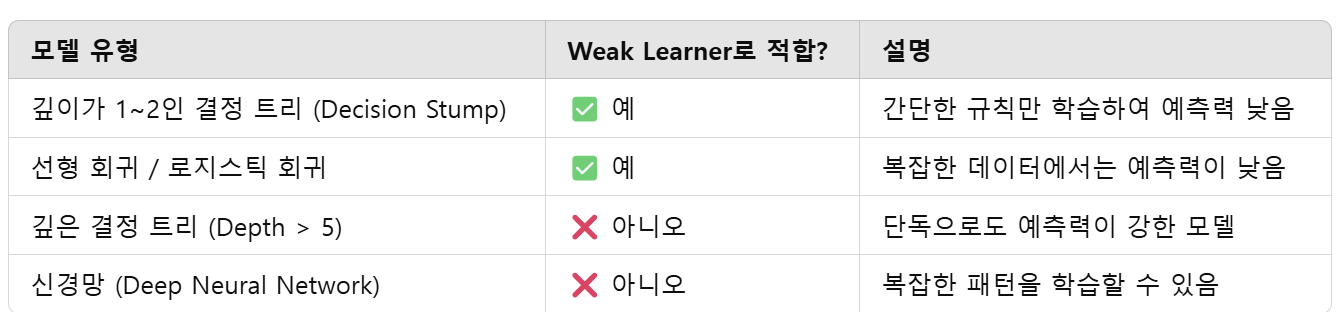 모델 유형 Weak Learner로 적합? 설명
깊이가 1~2인 결정 트리 (Decision Stump) ✅ 예 간단한 규칙만 학습하여 예측력 낮음
선형 회귀 / 로지스틱 회귀 ✅ 예 복잡한 데이터에서는 예측력이 낮음
깊은 결정 트리 (Depth > 5) ❌ 아니오 단독으로도 예측력이 강한 모델
신경망 (Deep Neural Network) ❌ 아니오 복잡한 패턴을 학습할 수 있음